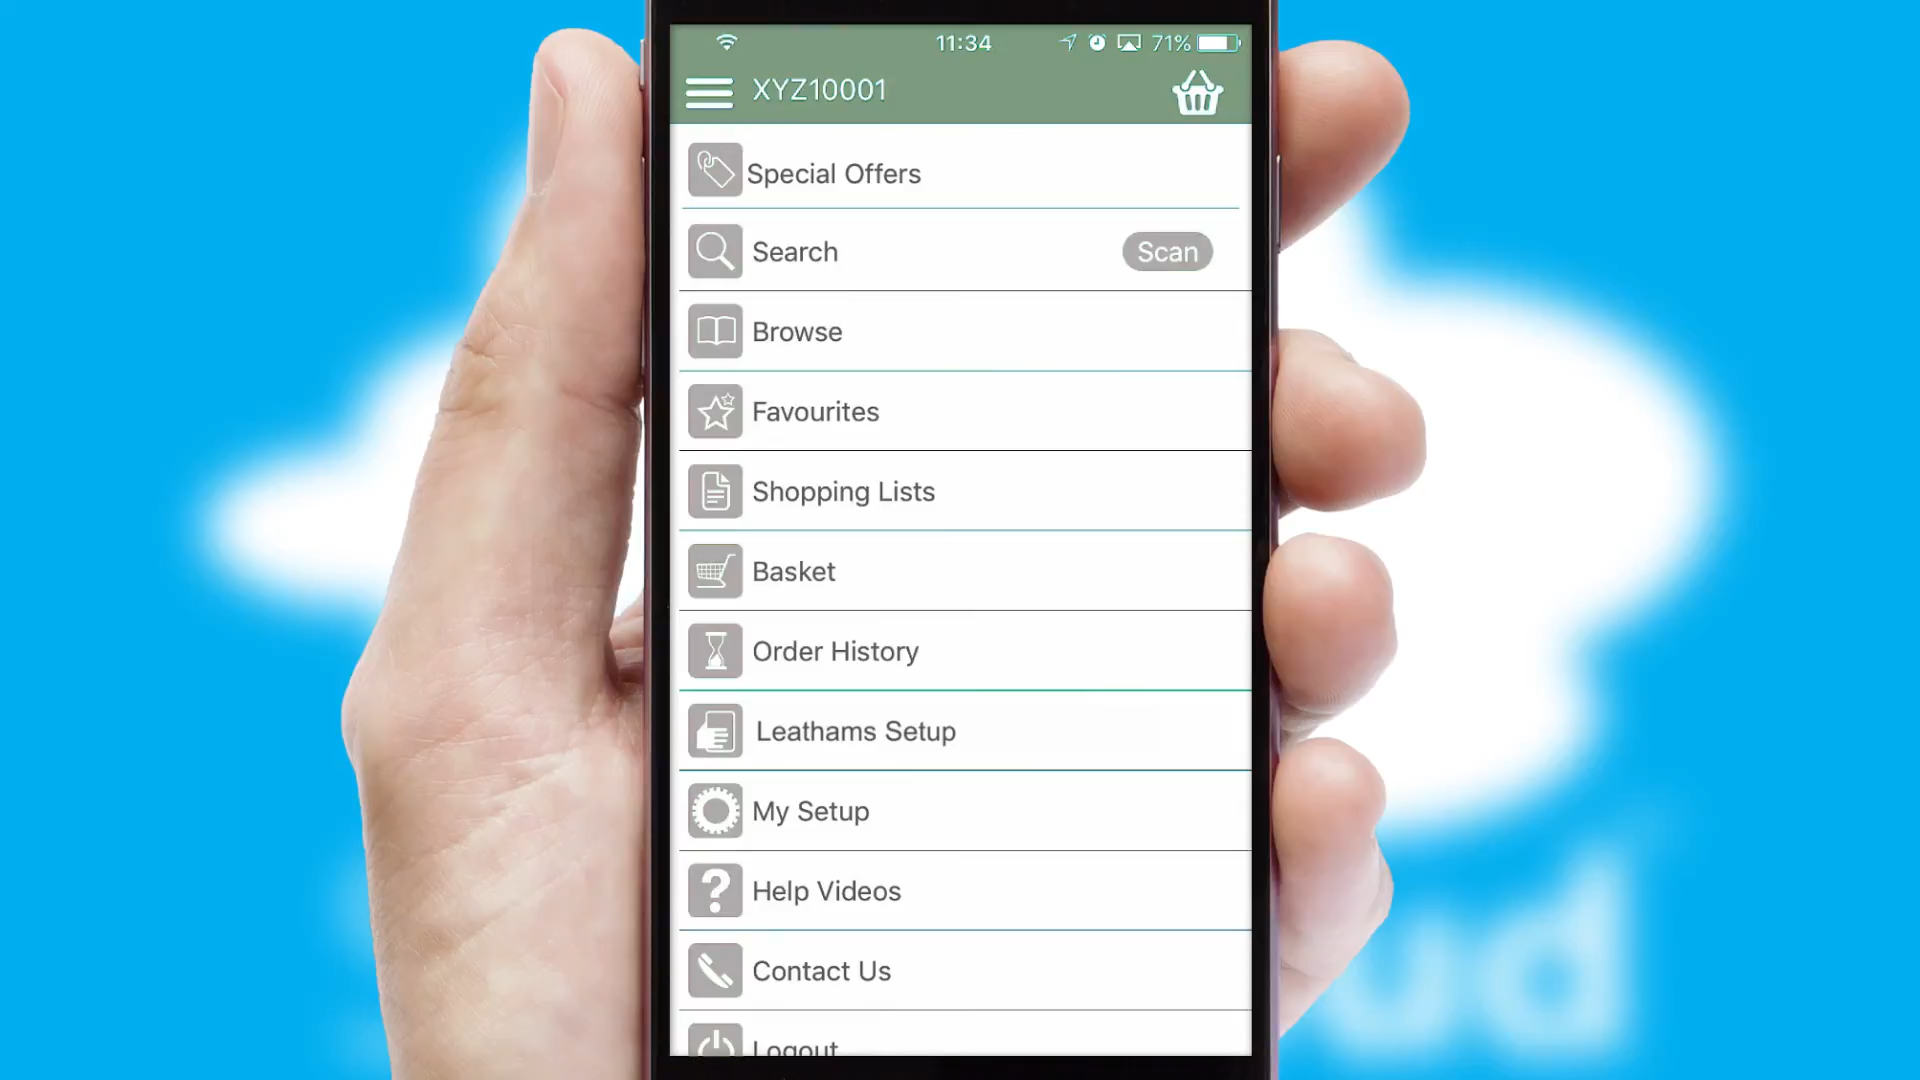 11:34 71%
XYZ10001
Special Offers
Search Scan
Browse
Favourites
Shopping Lists
Basket
Order History
Leathams Setup
My Setup
Help Videos
Contact Us
Logout
ud